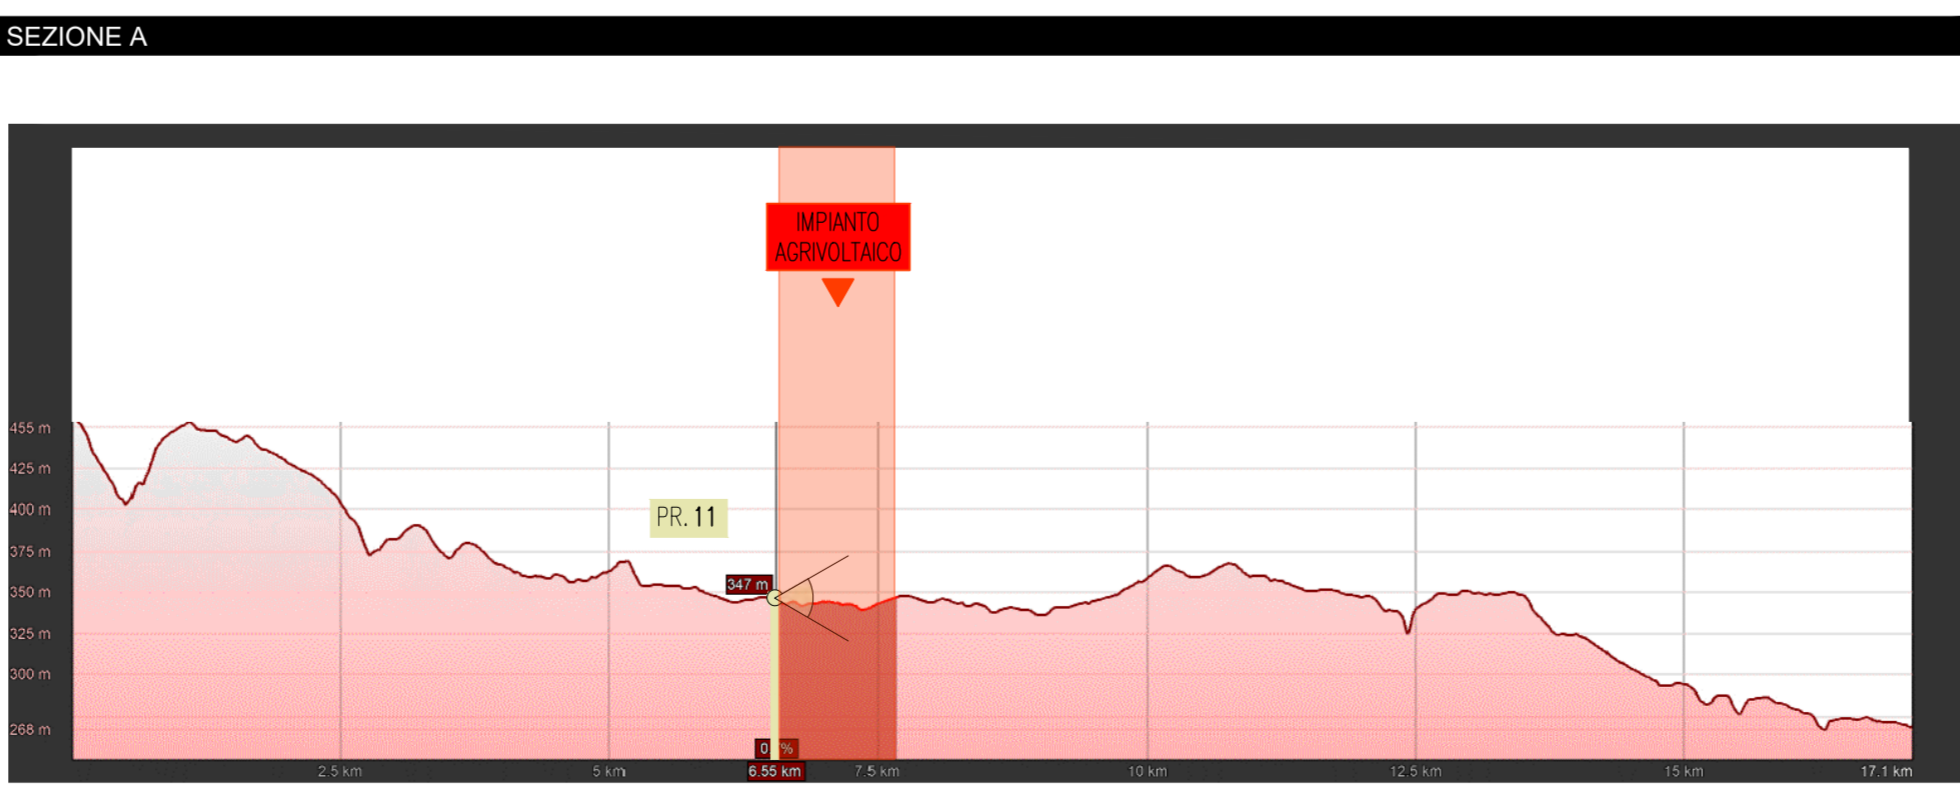 SEZIONE A
IMPIANTO
AGRIVOLTAICO
455 m
425 m
400 m
PR. 11
375 m
350 m
347 m
325 m
300 m
268 m
2.5 km
5 km
6.55 km
7.5 km
10 km
12.5 km
15 km
17.1 km